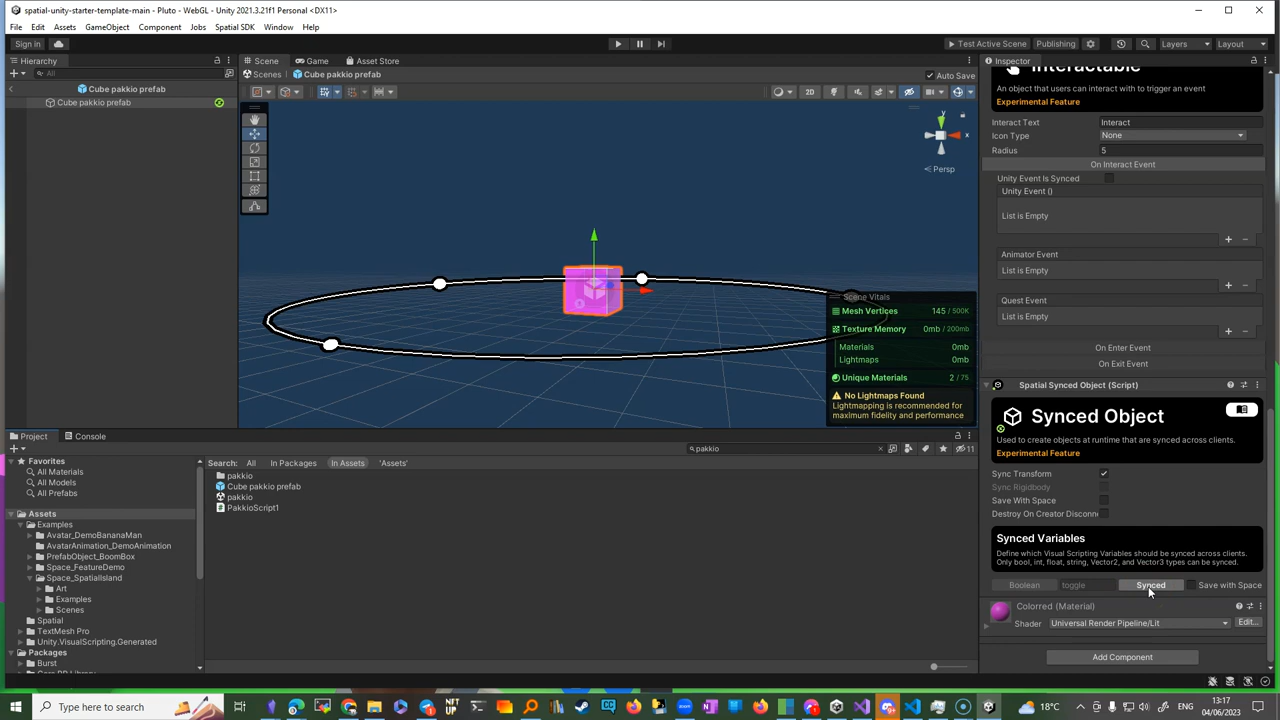 spatial-unity-starter-template-main - Pluto - WebGL - Unity 2021.3.21f1 Personal <DX11>
File Edit Assets GameObject Component Jobs Spatial SDK Window Help
Sign in
Test Active Scene Publishing Layers Layout
Hierarchy
All
Cube pakkio prefab
Cube pakkio prefab
Scene Game Asset Store
Scenes Cube pakkio prefab Auto Save
2D
y
x
Persp
Scene Vitals
Mesh Vertices 145 / 500K
Texture Memory 0mb / 200mb
Materials 0mb
Lightmaps 0mb
Unique Materials 2 / 75
No Lightmaps Found
Lightmapping is recommended for
maximum fidelity and performance
Inspector
Interactable
An object that users can interact with to trigger an event
Experimental Feature
Interact Text Interact
Icon Type None
Radius 5
On Interact Event
Unity Event Is Synced
Unity Event ()
List is Empty
Animator Event
List is Empty
Quest Event
List is Empty
On Enter Event
On Exit Event
Spatial Synced Object (Script)
Synced Object
Used to create objects at runtime that are synced across clients.
Experimental Feature
Sync Transform
Sync Rigidbody
Save With Space
Destroy On Creator Disconn
Synced Variables
Define which Visual Scripting Variables should be synced across clients.
Only bool, int, float, string, Vector2, and Vector3 types can be synced.
Boolean toggle Synced Save with Space
Colorred (Material)
Shader Universal Render Pipeline/Lit Edit...
Add Component
Project Console
pakkio 11
Favorites
All Materials
All Models
All Prefabs
Assets
Examples
Avatar_DemoBananaMan
AvatarAnimation_DemoAnimation
PrefabObject_BoomBox
Space_FeatureDemo
Space_SpatialIsland
Art
Examples
Scenes
Spatial
TextMesh Pro
Unity.VisualScripting.Generated
Packages
Burst
Search: All In Packages In Assets 'Assets'
pakkio
Cube pakkio prefab
pakkio
PakkioScript1
Type here to search
18°C
ENG
13:17
04/06/2023